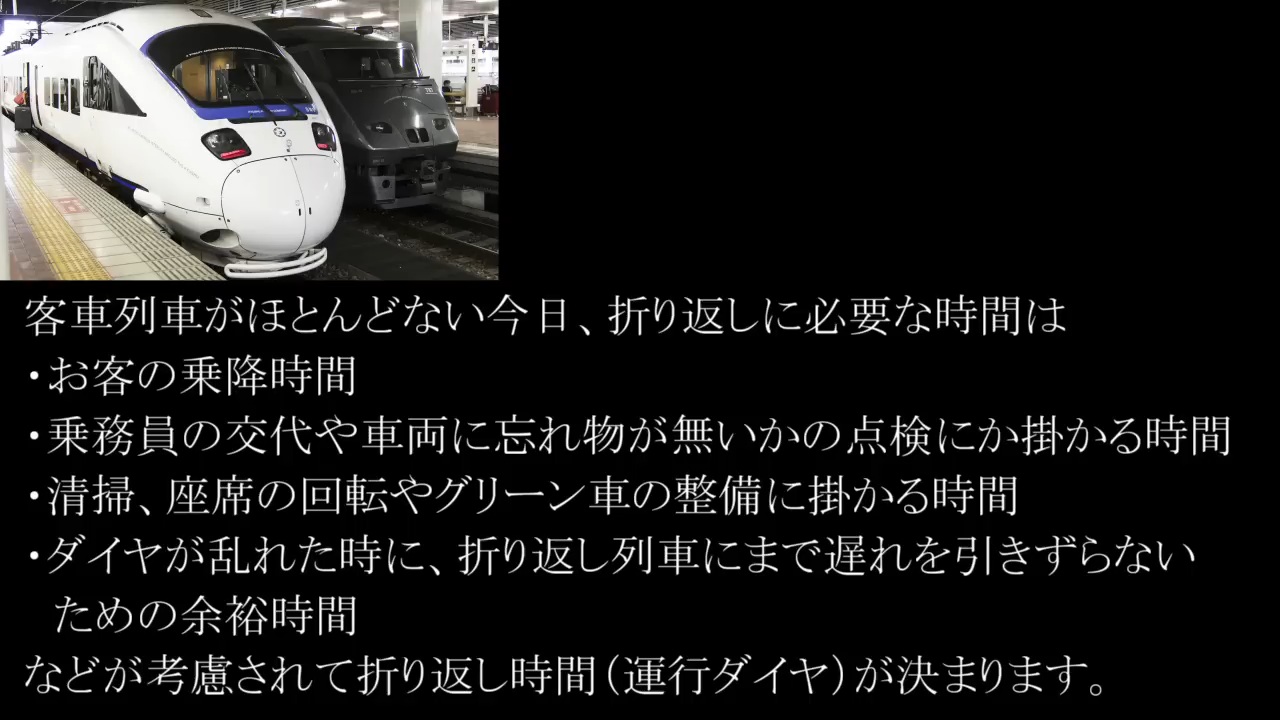 客車列車がほとんどない今日、折り返しに必要な時間は
・お客の乗降時間
・乗務員の交代や車両に忘れ物が無いかの点検にか掛かる時間
・清掃、座席の回転やグリーン車の整備に掛かる時間
・ダイヤが乱れた時に、折り返し列車にまで遅れを引きずらない
ための余裕時間
などが考慮されて折り返し時間（運行ダイヤ）が決まります。